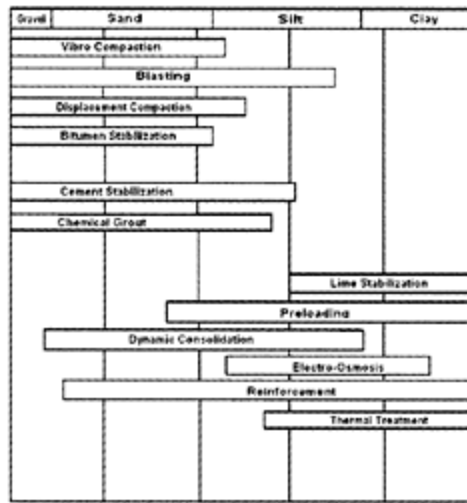 Gravel Sand Silt Clay
Vibro Compaction
Blasting
Displacement Compaction
Bitumen Stabilization
Cement Stabilization
Chemical Grout
Lime Stabilization
Preloading
Dynamic Consolidation
Electro-Osmosis
Reinforcement
Thermal Treatment